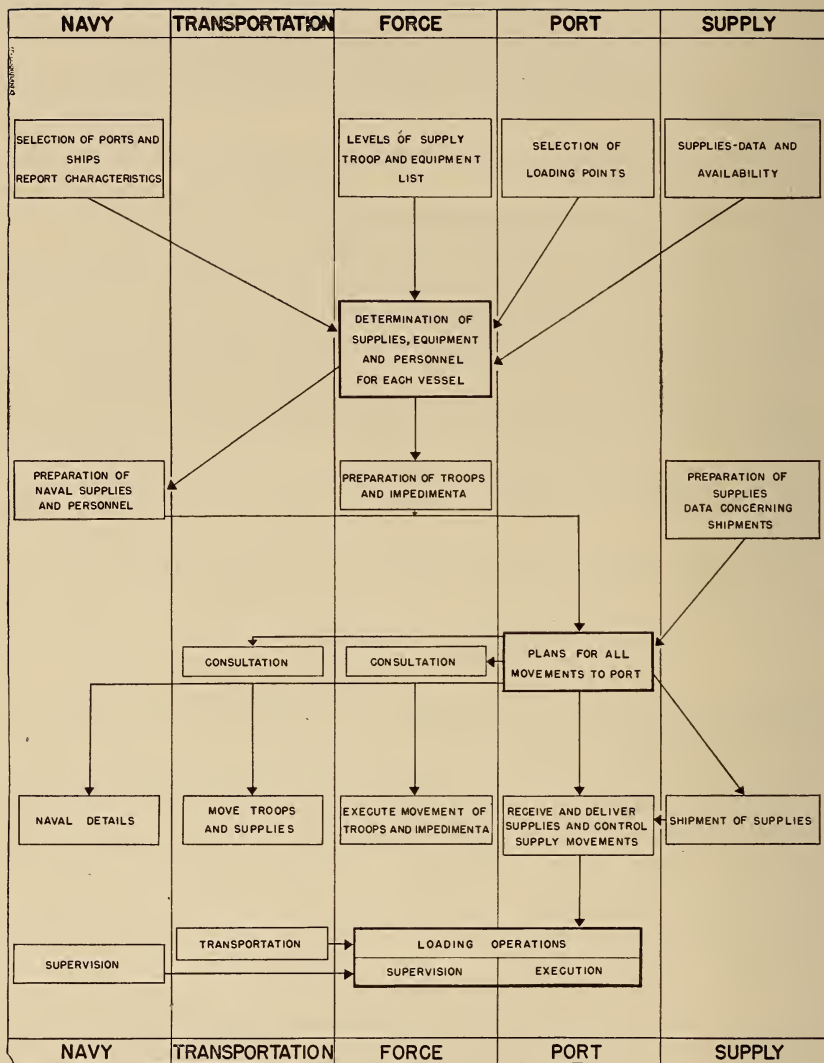 NAVY TRANSPORTATION FORCE PORT SUPPLY
SELECTION OF PORTS AND
SHIPS
REPORT CHARACTERISTICS
LEVELS OF SUPPLY
TROOP AND EQUIPMENT
LIST
SELECTION OF
LOADING POINTS
SUPPLIES-DATA AND
AVAILABILITY
DETERMINATION OF
SUPPLIES, EQUIPMENT
AND PERSONNEL
FOR EACH VESSEL
PREPARATION OF
NAVAL SUPPLIES
AND PERSONNEL
PREPARATION OF TROOPS
AND IMPEDIMENTA
PREPARATION OF
SUPPLIES
DATA CONCERNING
SHIPMENTS
CONSULTATION
CONSULTATION
PLANS FOR ALL
MOVEMENTS TO PORT
NAVAL DETAILS
MOVE TROOPS
AND SUPPLIES
EXECUTE MOVEMENT OF
TROOPS AND IMPEDIMENTA
RECEIVE AND DELIVER
SUPPLIES AND CONTROL
SUPPLY MOVEMENTS
SHIPMENT OF SUPPLIES
TRANSPORTATION
LOADING OPERATIONS
SUPERVISION
SUPERVISION
EXECUTION
NAVY TRANSPORTATION FORCE PORT SUPPLY